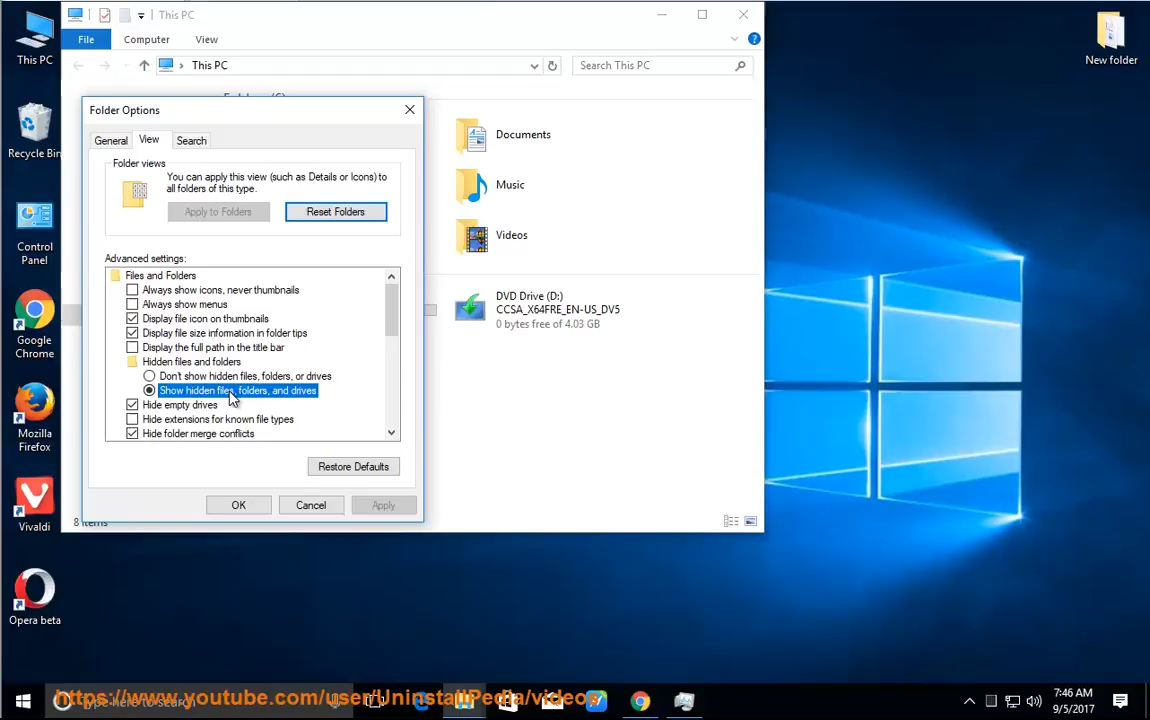 This PC
File
Computer
View
This PC
Search This PC
Folder Options
General
View
Search
Folder views
You can apply this view (such as Details or Icons) to
all folders of this type.
Apply to Folders
Reset Folders
Advanced settings:
Files and Folders
Always show icons, never thumbnails
Always show menus
Display file icon on thumbnails
Display file size information in folder tips
Display the full path in the title bar
Hidden files and folders
Don't show hidden files, folders, or drives
Show hidden files, folders, and drives
Hide empty drives
Hide extensions for known file types
Hide folder merge conflicts
Restore Defaults
OK
Cancel
Apply
8 items
Documents
Music
Videos
DVD Drive (D:)
CCSA_X64FRE_EN-US_DV5
0 bytes free of 4.03 GB
This PC
Recycle Bin
Control
Panel
Google
Chrome
Mozilla
Firefox
Vivaldi
Opera beta
New folder
Type here to search
https://www.youtube.com/user/UninstallPedia/videos
7:46 AM
9/5/2017